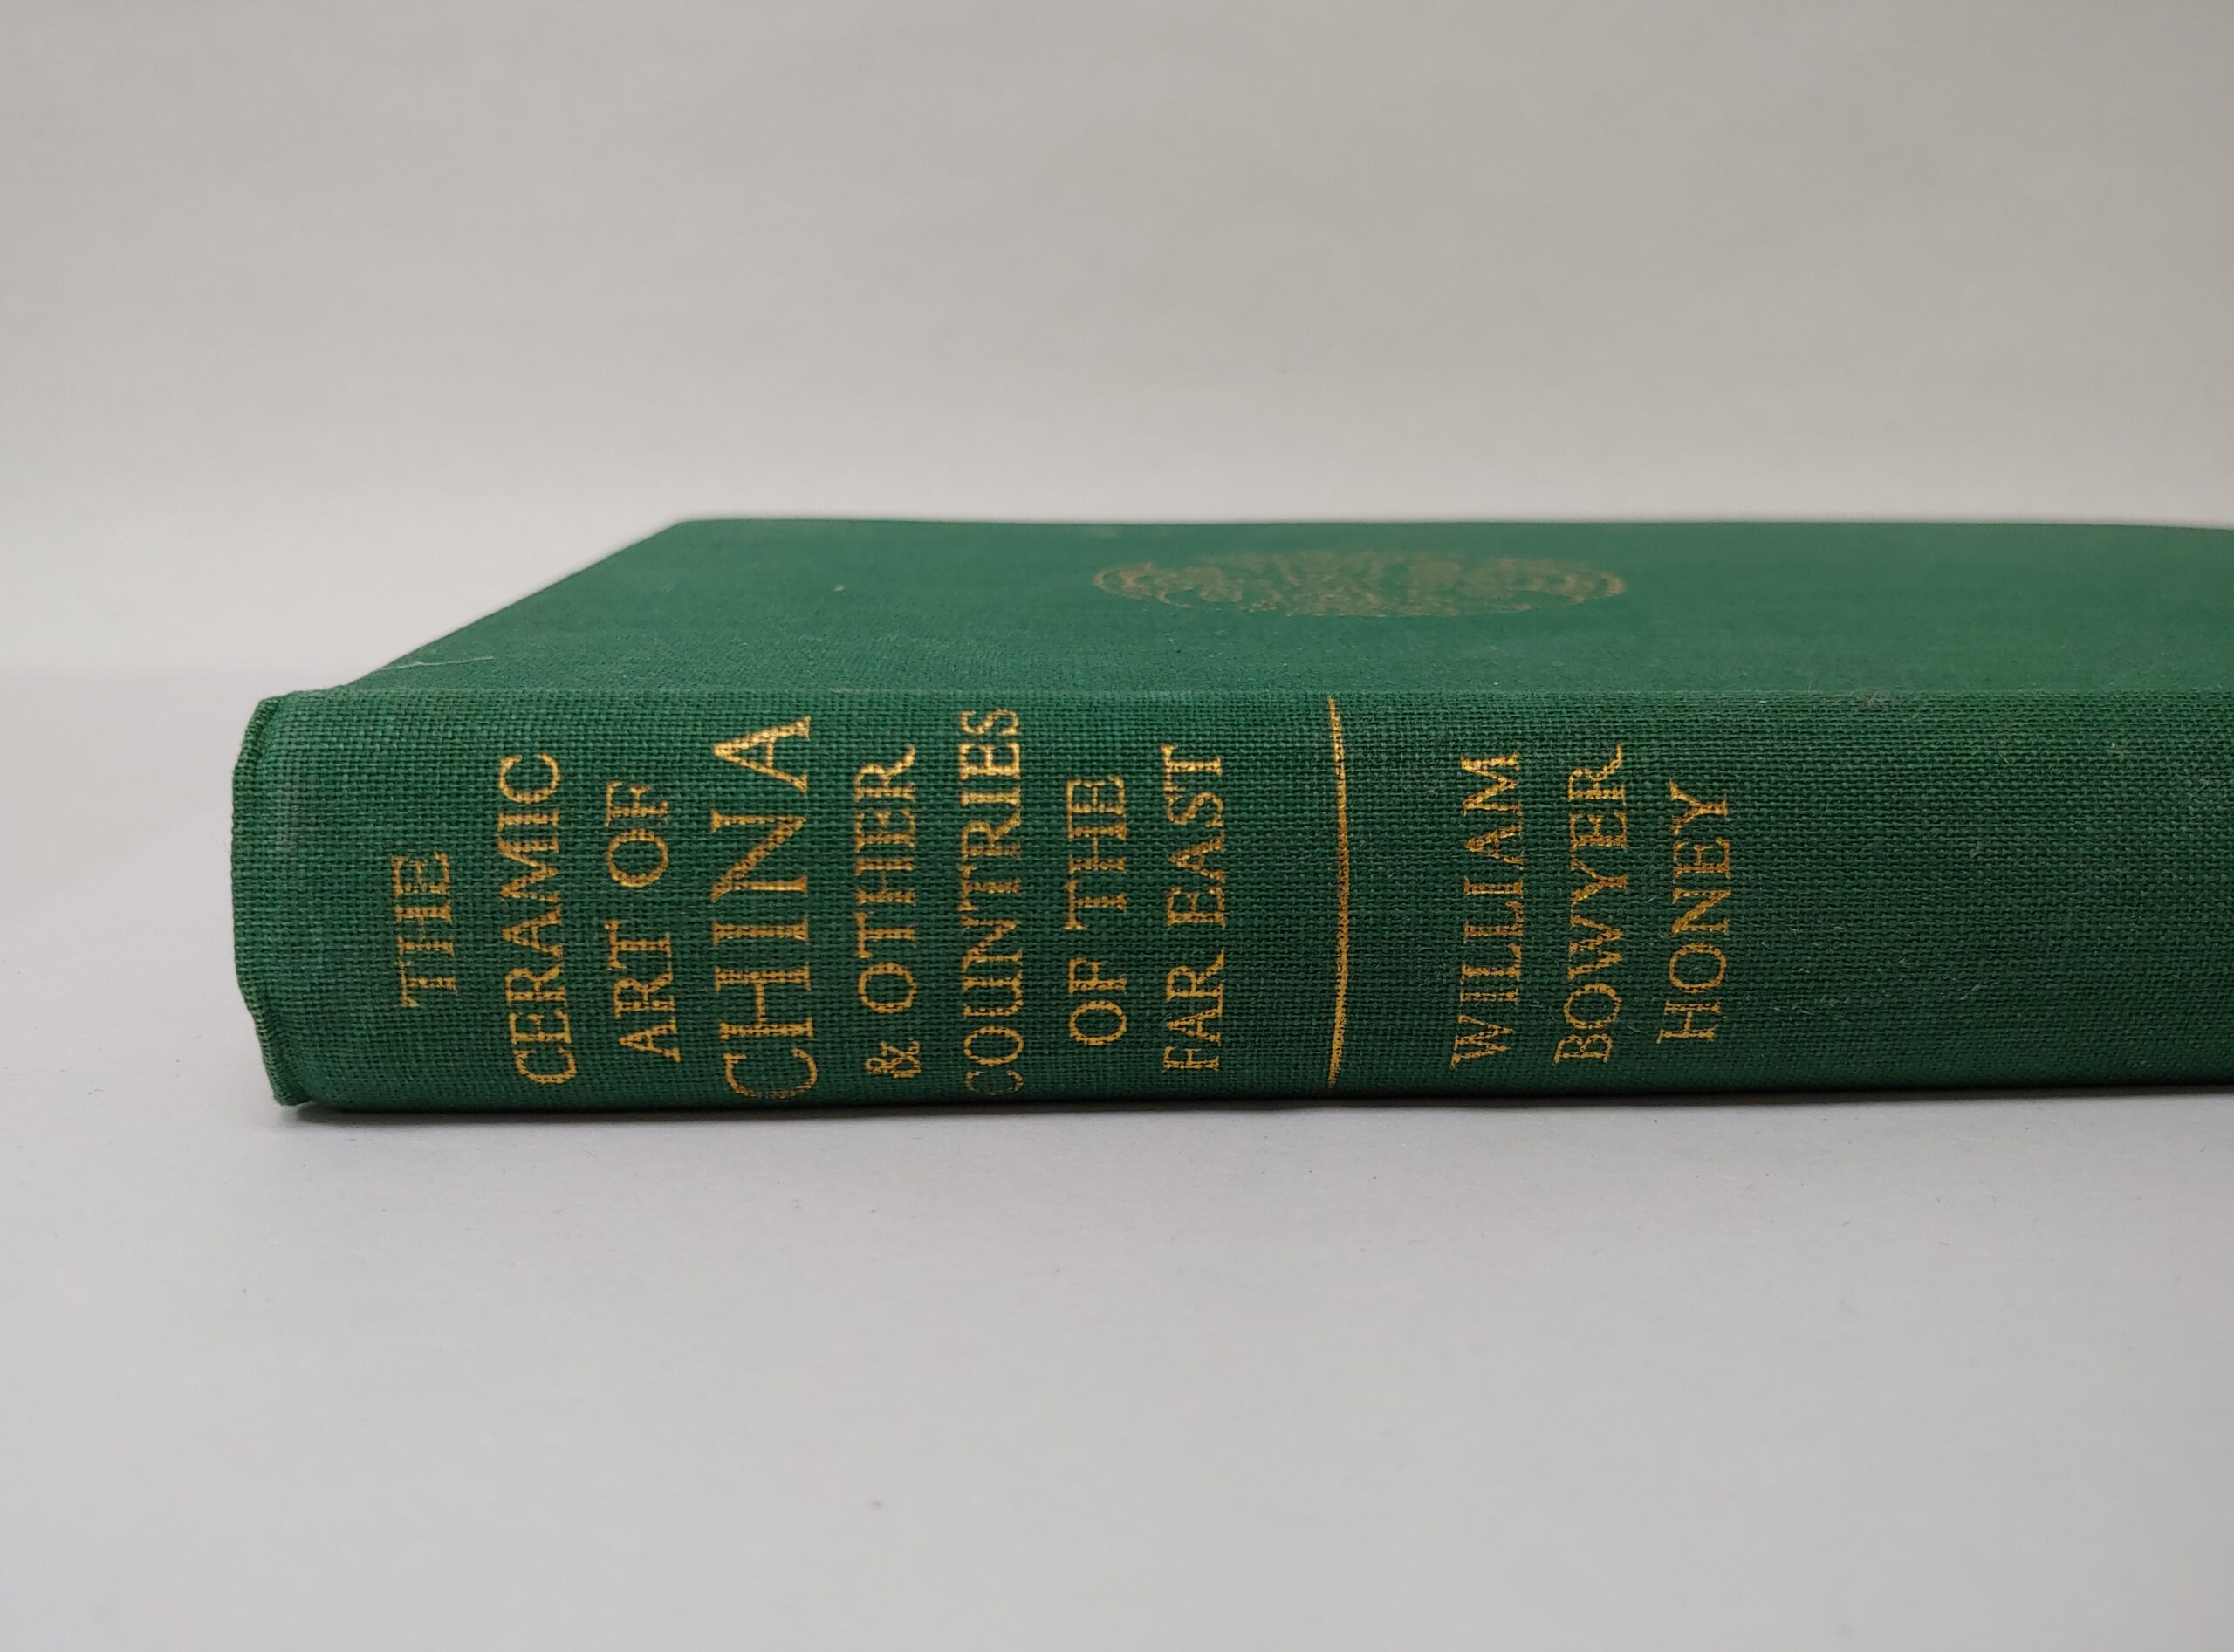 THE
CERAMIC
ART OF
CHINA
& OTHER
COUNTRIES
OF THE
FAR EAST
WILLIAM
BOWYER
HONEY